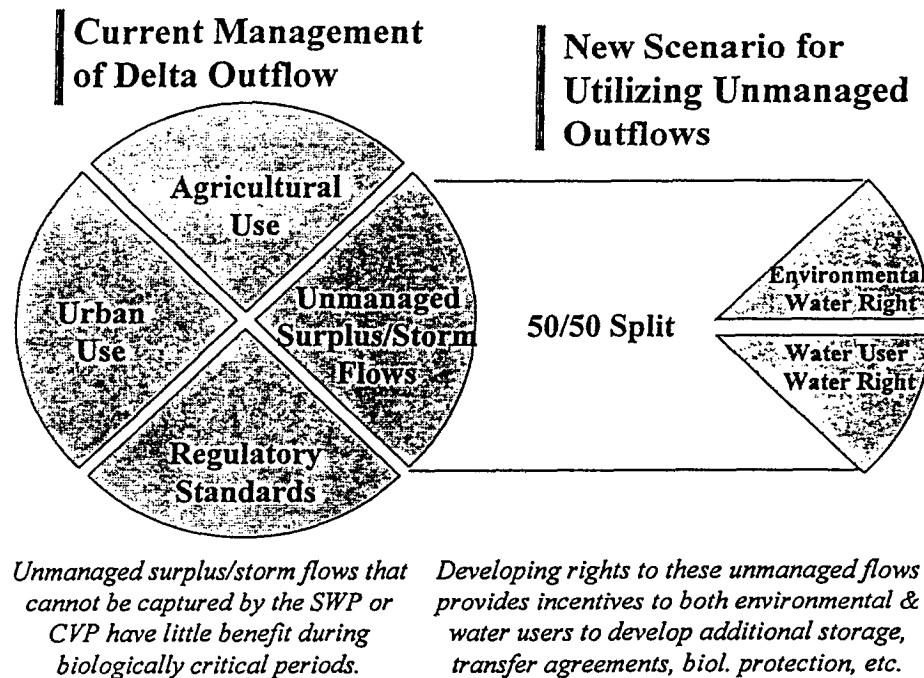 Current Management
of Delta Outflow
New Scenario for
Utilizing Unmanaged
Outflows
Agricultural
Use
Urban
Use
Unmanaged
Surplus/Storm
Flows
Regulatory
Standards
50/50 Split
Environmental
Water Right
Water User
Water Right
Unmanaged surplus/storm flows that
cannot be captured by the SWP or
CVP have little benefit during
biologically critical periods.
Developing rights to these unmanaged flows
provides incentives to both environmental &
water users to develop additional storage,
transfer agreements, biol. protection, etc.